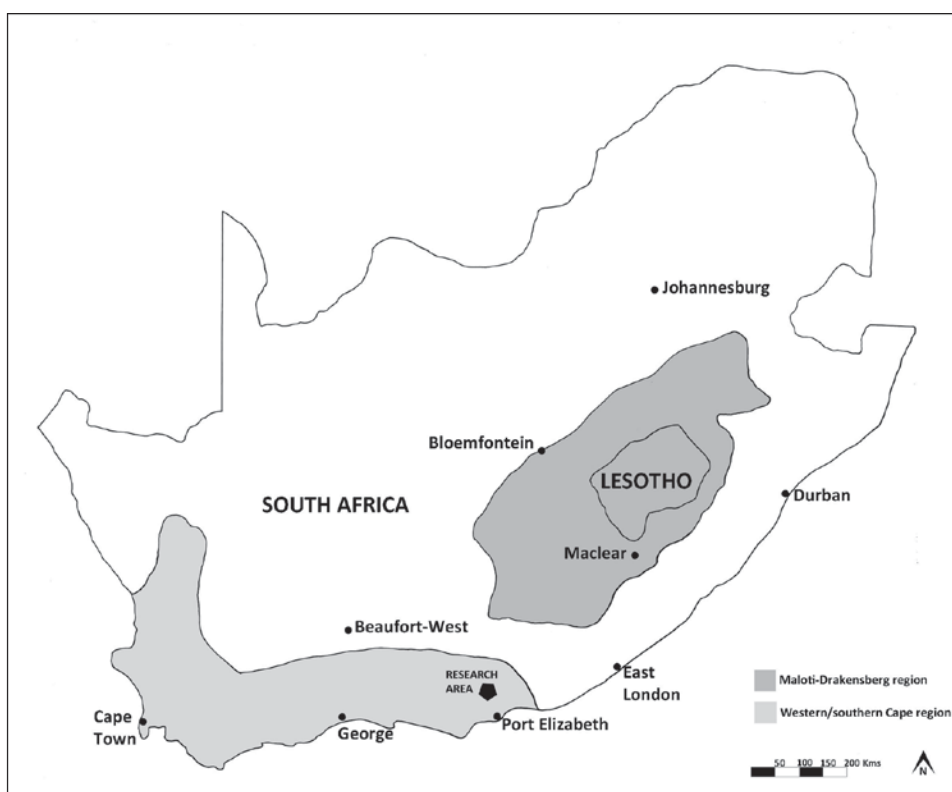 Johannesburg
Bloemfontein
LESOTHO
SOUTH AFRICA
Durban
Maclear
Beaufort-West
RESEARCH
AREA
East
London
Cape
Town
George
Port Elizabeth
Maloti-Drakensberg region
Western/southern Cape region
50 100 150 200 Kms
N